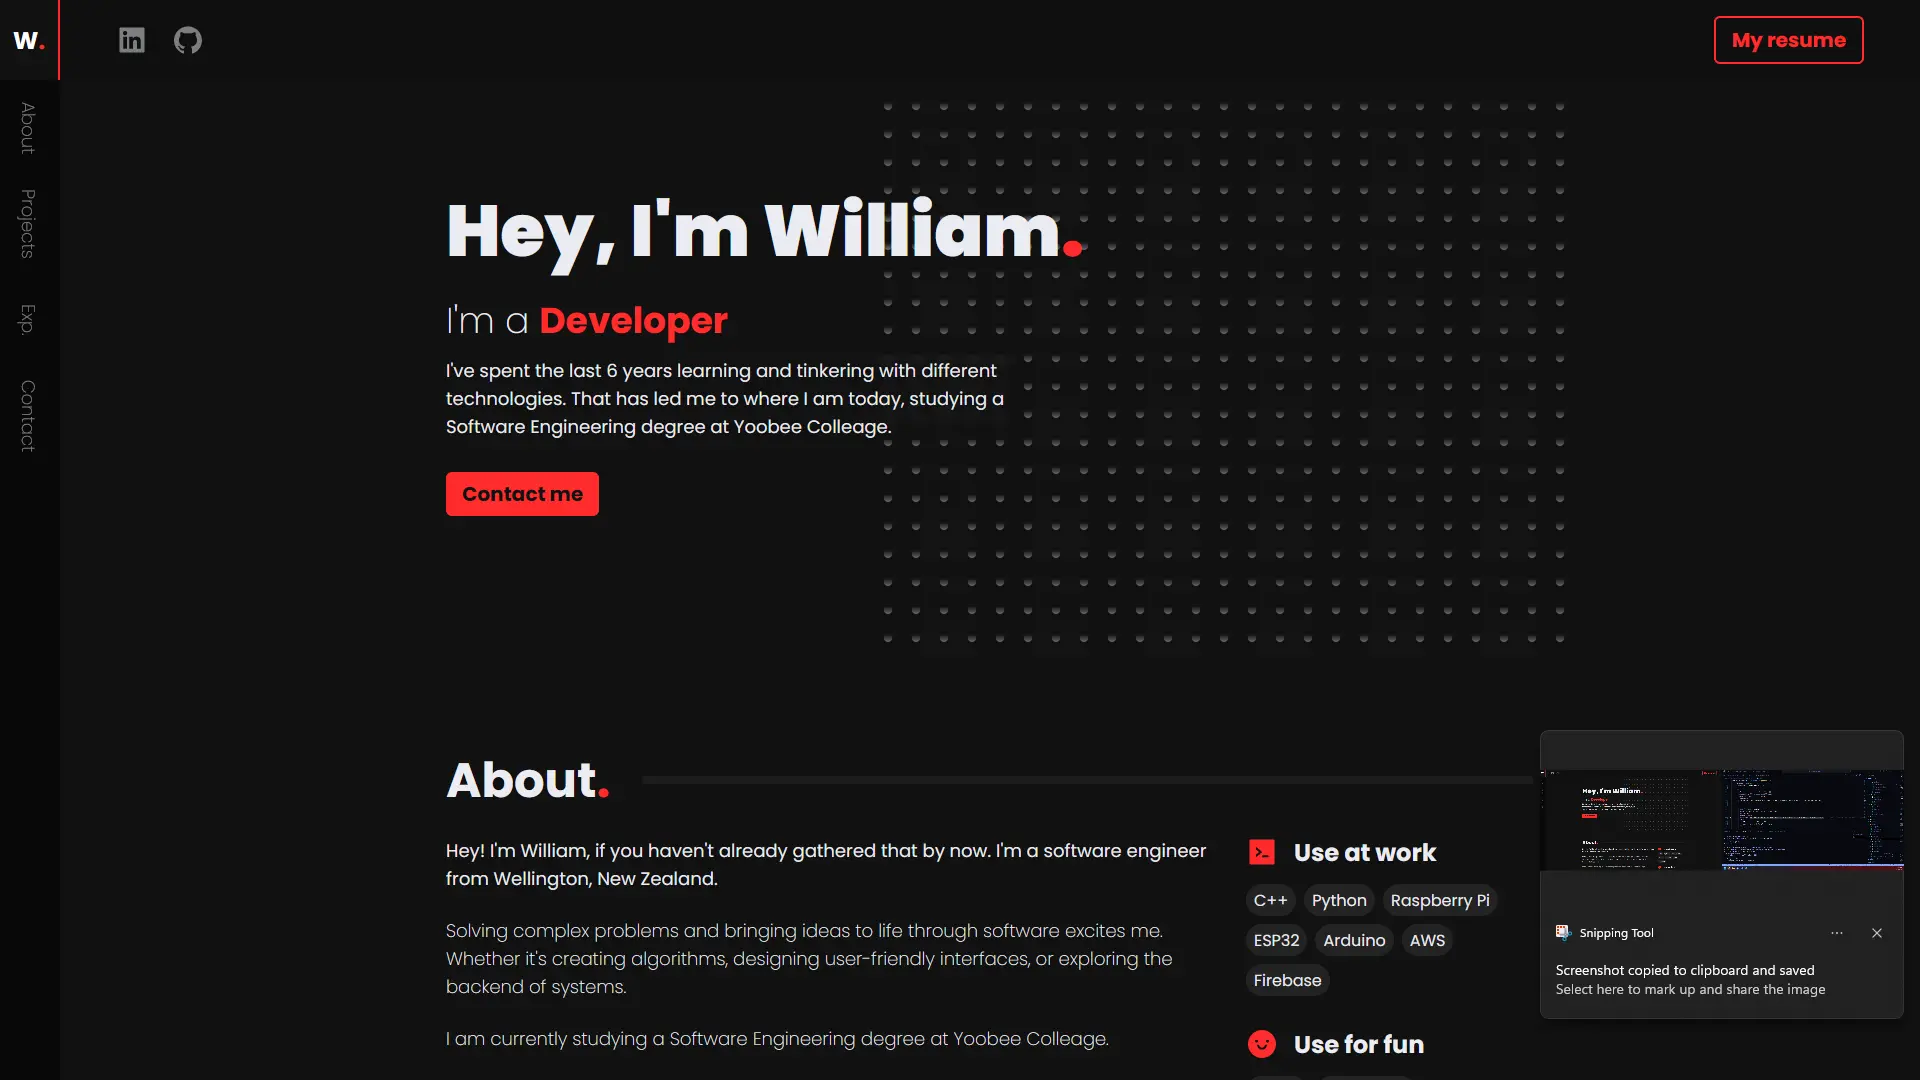 W.
My resume
About
Projects
Exp.
Contact
Hey, I'm William.
I'm a Developer
I've spent the last 6 years learning and tinkering with different
technologies. That has led me to where I am today, studying a
Software Engineering degree at Yoobee Colleage.
Contact me
About.
Hey! I'm William, if you haven't already gathered that by now. I'm a software engineer
from Wellington, New Zealand.
Solving complex problems and bringing ideas to life through software excites me.
Whether it's creating algorithms, designing user-friendly interfaces, or exploring the
backend of systems.
I am currently studying a Software Engineering degree at Yoobee Colleage.
Use at work
C++ Python Raspberry Pi
ESP32 Arduino AWS
Firebase
Use for fun
Hey, I'm William.
Snipping Tool
Screenshot copied to clipboard and saved
Select here to mark up and share the image